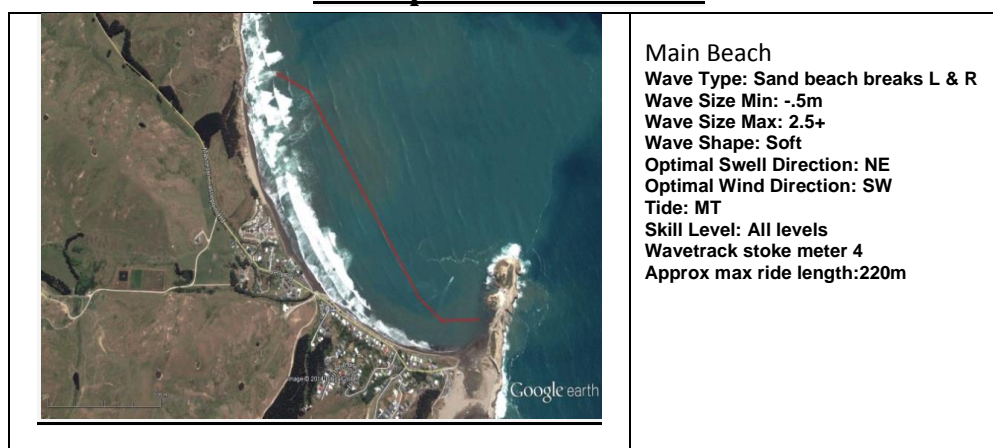 Main Beach
Wave Type: Sand beach breaks L & R
Wave Size Min: -.5m
Wave Size Max: 2.5+
Wave Shape: Soft
Optimal Swell Direction: NE
Optimal Wind Direction: SW
Tide: MT
Skill Level: All levels
Wavetrack stoke meter 4
Approx max ride length:220m
Google earth